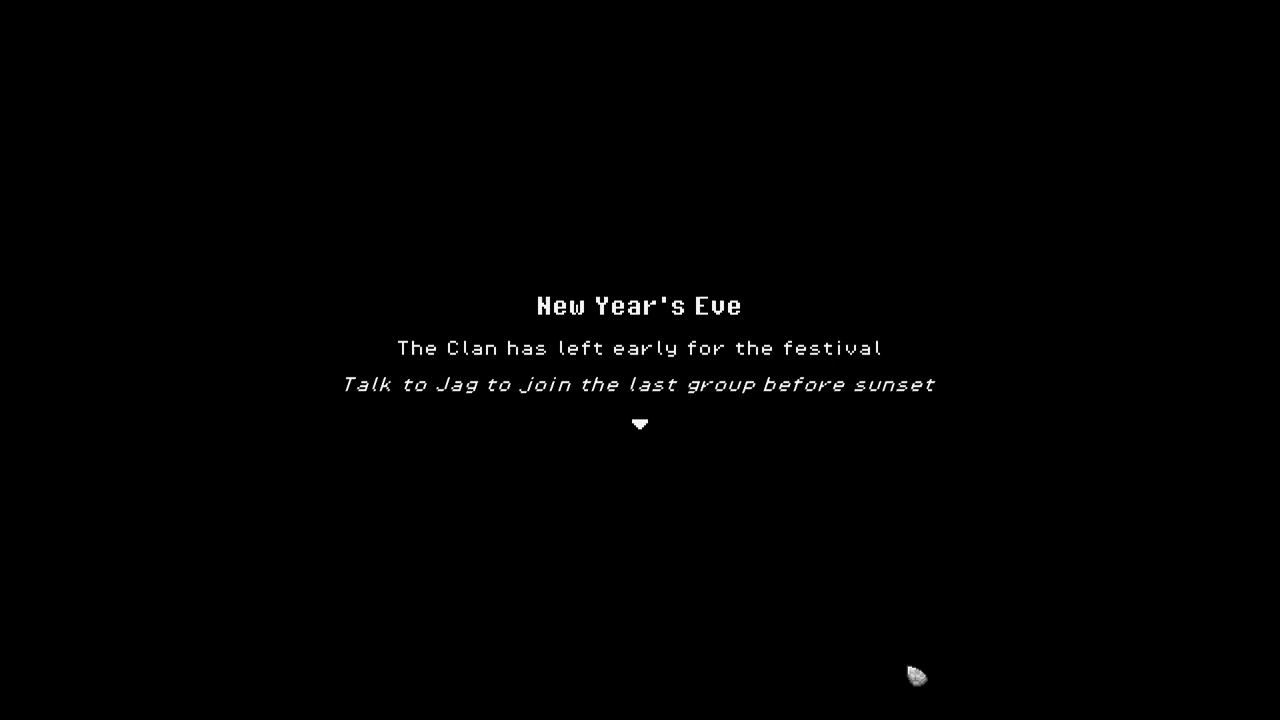 New Year's Eve
The Clan has left early for the festival
Talk to Jag to join the last group before sunset